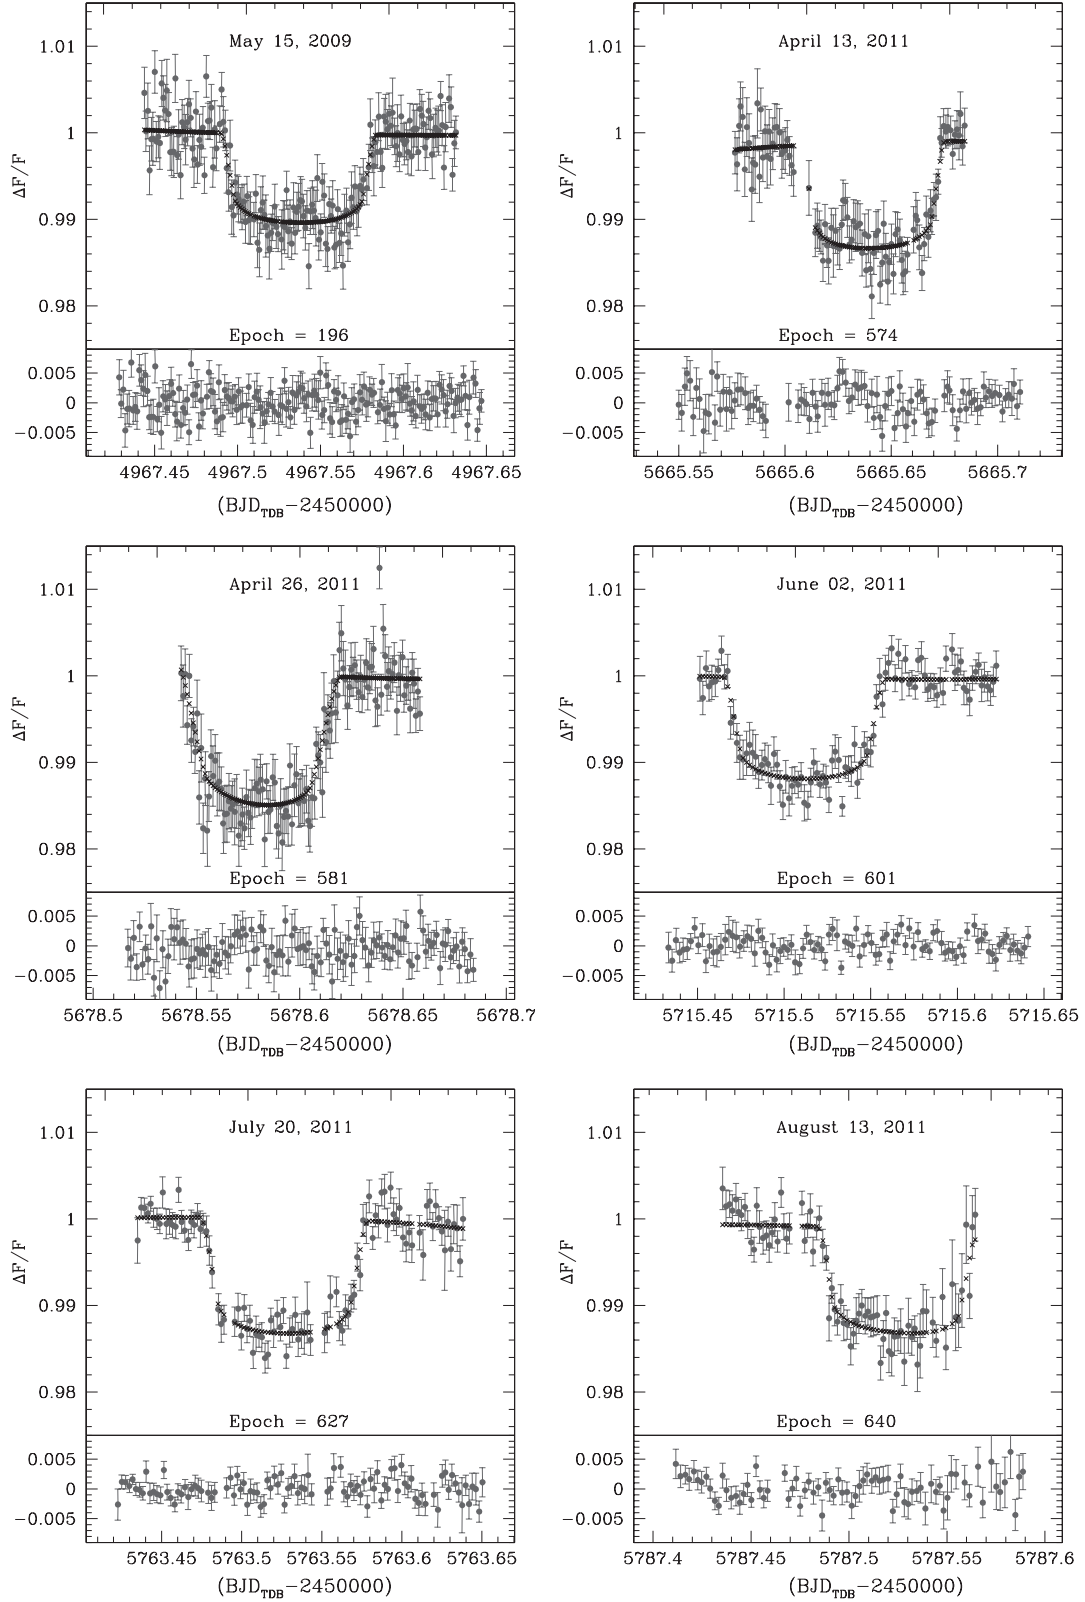 May 15, 2009
1.01
1
0.99
0.98
ΔF/F
Epoch = 196
0.005
0
−0.005
4967.45 4967.5 4967.55 4967.6 4967.65
(BJD_TDB−2450000)
April 13, 2011
1.01
1
0.99
0.98
ΔF/F
Epoch = 574
0.005
0
−0.005
5665.55 5665.6 5665.65 5665.7
(BJD_TDB−2450000)
April 26, 2011
1.01
1
0.99
0.98
ΔF/F
Epoch = 581
0.005
0
−0.005
5678.5 5678.55 5678.6 5678.65 5678.7
(BJD_TDB−2450000)
June 02, 2011
1.01
1
0.99
0.98
ΔF/F
Epoch = 601
0.005
0
−0.005
5715.45 5715.5 5715.55 5715.6 5715.65
(BJD_TDB−2450000)
July 20, 2011
1.01
1
0.99
0.98
ΔF/F
Epoch = 627
0.005
0
−0.005
5763.45 5763.5 5763.55 5763.6 5763.65
(BJD_TDB−2450000)
August 13, 2011
1.01
1
0.99
0.98
ΔF/F
Epoch = 640
0.005
0
−0.005
5787.4 5787.45 5787.5 5787.55 5787.6
(BJD_TDB−2450000)